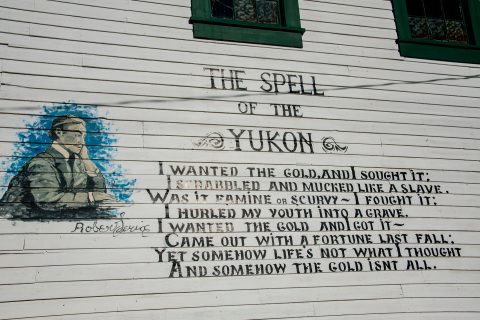 THE SPELL
OF THE
YUKON
I WANTED THE GOLD, AND I SOUGHT IT;
I SCRABBLED AND MUCKED LIKE A SLAVE.
WAS IT FAMINE OR SCURVY~I FOUGHT IT;
I HURLED MY YOUTH INTO A GRAVE.
I WANTED THE GOLD AND I GOT IT~
CAME OUT WITH A FORTUNE LAST FALL;
YET SOMEHOW LIFE'S NOT WHAT I THOUGHT
AND SOMEHOW THE GOLD ISNT ALL.
Robert Service